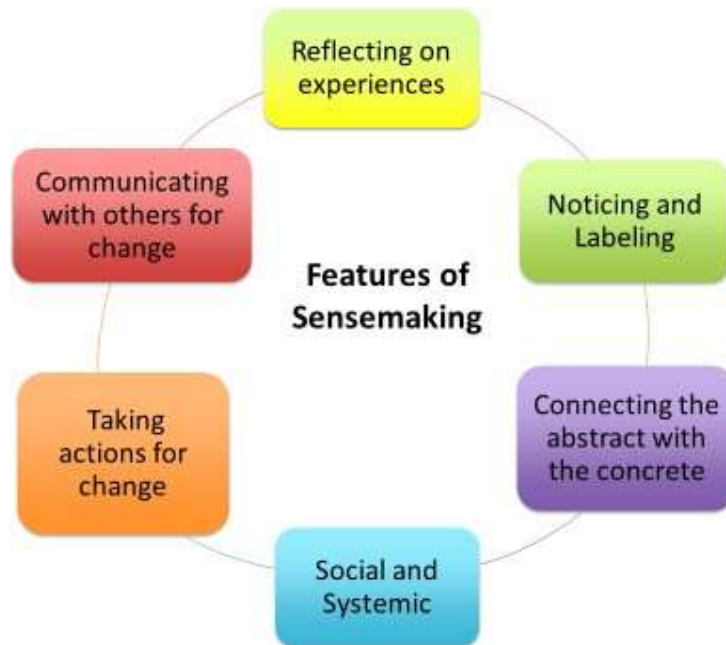 Reflecting on
experiences
Noticing and
Labeling
Connecting the
abstract with
the concrete
Social and
Systemic
Taking
actions for
change
Communicating
with others for
change
Features of
Sensemaking